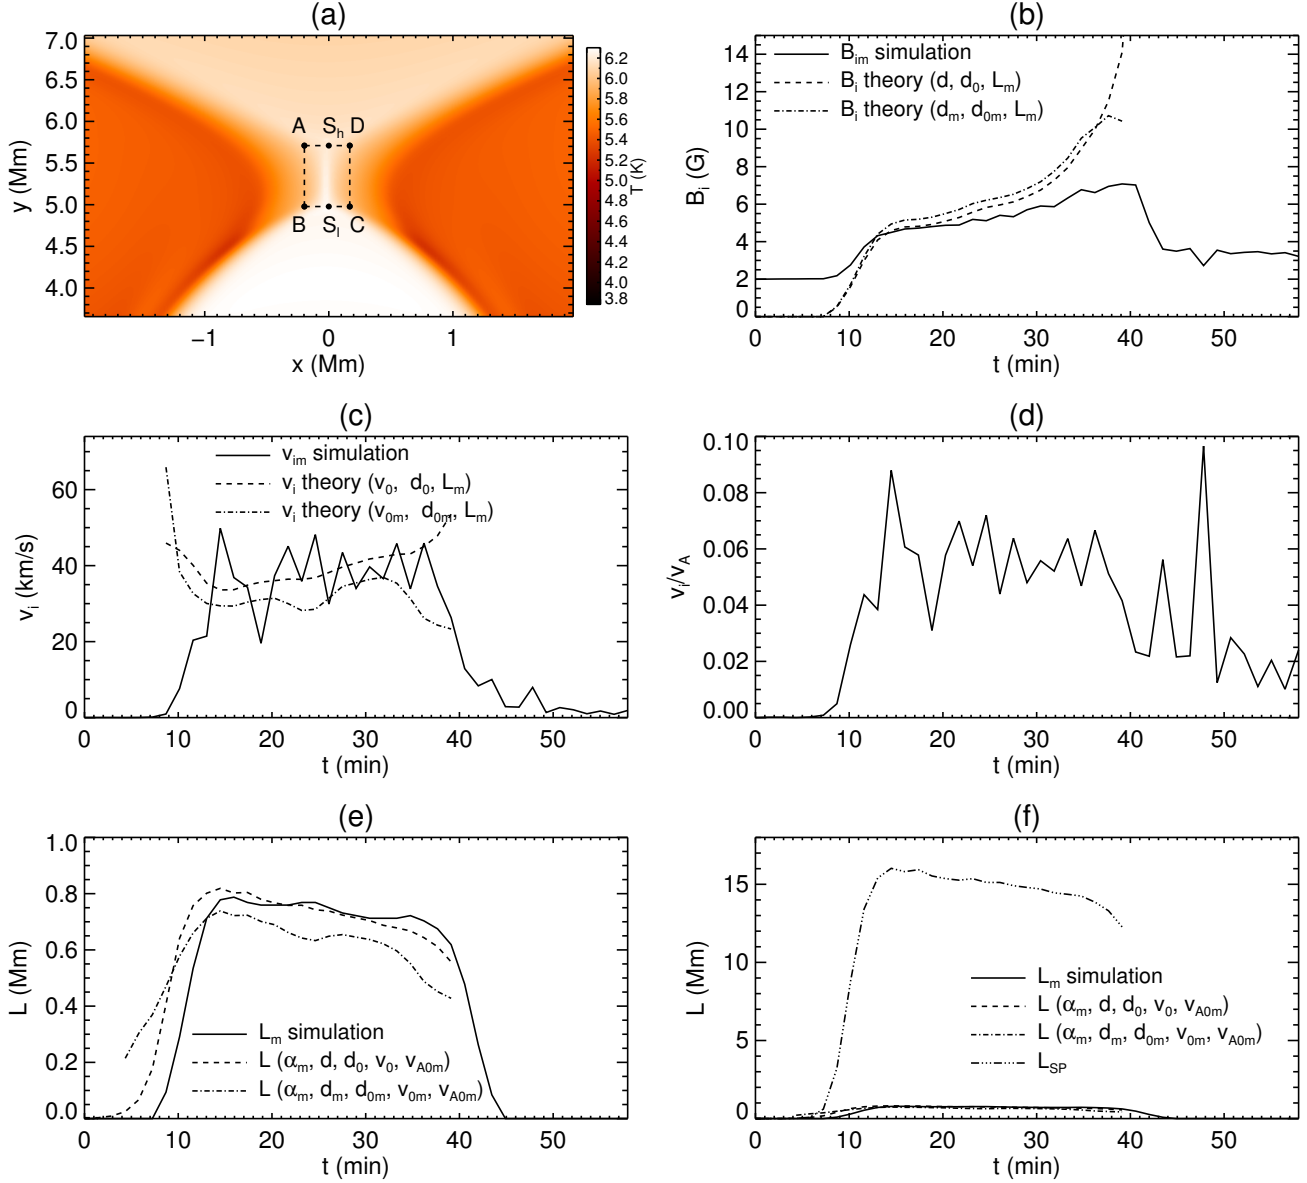 (a)
7.0
6.5
6.0
5.5
5.0
4.5
4.0
y (Mm)
A S_h D
B S_l C
−1 0 1
x (Mm)
6.2
6.0
5.8
5.6
5.4
5.2
5.0
4.8
4.6
4.4
4.2
4.0
3.8
T (K)
(b)
14
12
10
8
6
4
2
0
B_i (G)
B_im simulation
B_i theory (d, d_0, L_m)
B_i theory (d_m, d_0m, L_m)
0 10 20 30 40 50
t (min)
(c)
60
40
20
0
v_i (km/s)
v_im simulation
v_i theory (v_0, d_0, L_m)
v_i theory (v_0m, d_0m, L_m)
0 10 20 30 40 50
t (min)
(d)
0.10
0.08
0.06
0.04
0.02
0.00
v_i/v_A
0 10 20 30 40 50
t (min)
(e)
1.0
0.8
0.6
0.4
0.2
0.0
L (Mm)
L_m simulation
L (α_m, d, d_0, v_0, v_A0m)
L (α_m, d_m, d_0m, v_0m, v_A0m)
0 10 20 30 40 50
t (min)
(f)
15
10
5
0
L (Mm)
L_m simulation
L (α_m, d, d_0, v_0, v_A0m)
L (α_m, d_m, d_0m, v_0m, v_A0m)
L_SP
0 10 20 30 40 50
t (min)